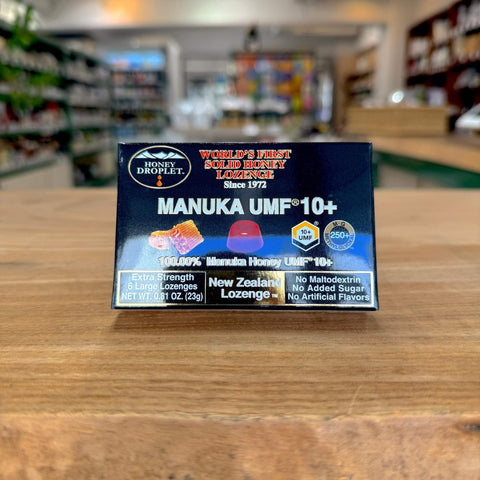 HONEY
DROPLET.
WORLD'S FIRST
SOLID HONEY
LOZENGE
Since 1972
MANUKA UMF® 10+
10+
UMF
250+
100.00% Manuka Honey UMF® 10+
Extra Strength
6 Large Lozenges
NET WT. 0.81 OZ. (23g)
New Zealand
Lozenge™
No Maltodextrin
No Added Sugar
No Artificial Flavors